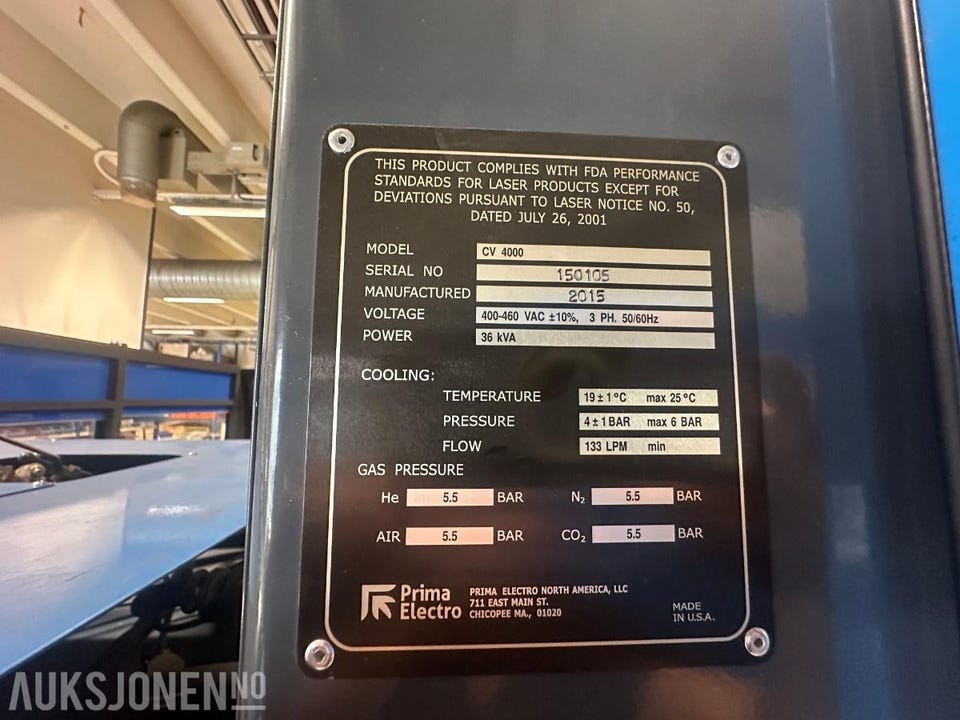 THIS PRODUCT COMPLIES WITH FDA PERFORMANCE
STANDARDS FOR LASER PRODUCTS EXCEPT FOR
DEVIATIONS PURSUANT TO LASER NOTICE NO. 50,
DATED JULY 26, 2001
MODEL CV 4000
SERIAL NO 150105
MANUFACTURED 2015
VOLTAGE 400-460 VAC ±10%, 3 PH. 50/60Hz
POWER 36 kVA
COOLING:
TEMPERATURE 19 ± 1 °C max 25 °C
PRESSURE 4 ± 1 BAR max 6 BAR
FLOW 133 LPM min
GAS PRESSURE
He 5.5 BAR N₂ 5.5 BAR
AIR 5.5 BAR CO₂ 5.5 BAR
Prima Electro
PRIMA ELECTRO NORTH AMERICA, LLC
711 EAST MAIN ST.
CHICOPEE MA., 01020
MADE
IN U.S.A.
AUKSJONEN NO